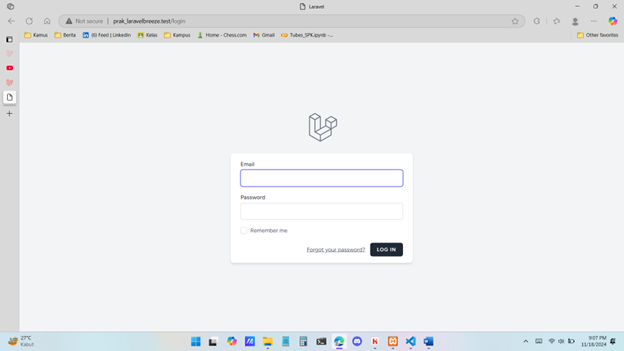 Laravel
Not secure
prak_laravelbreeze.test/login
Kamus
Berita
(6) Feed | LinkedIn
Kelas
Kampus
Home - Chess.com
Gmail
Tubes_SPK.ipynb -...
Other favorites
Email
Password
Remember me
Forgot your password?
LOG IN
27°C
9:07 PM
11/18/2024